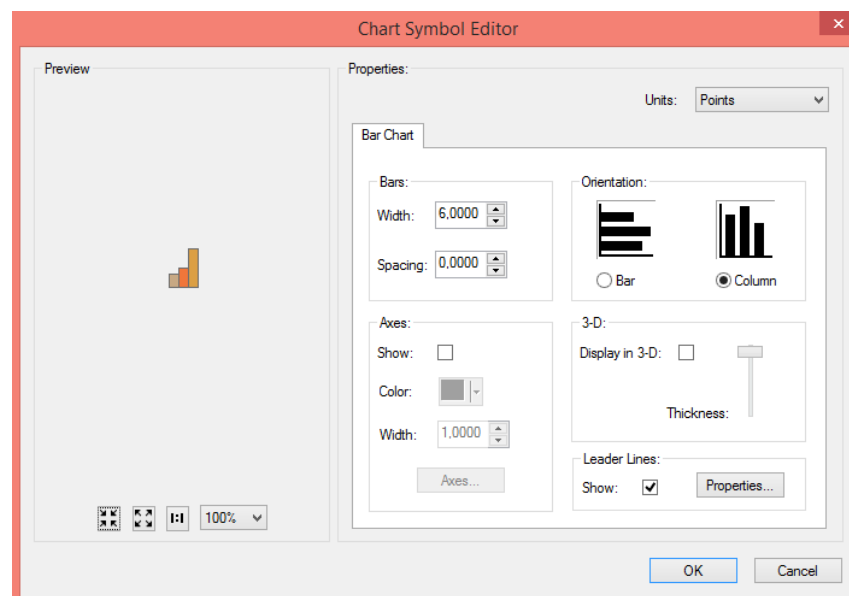 Chart Symbol Editor
Preview
Properties:
Units: Points
Bar Chart
Bars:
Width: 6,0000
Spacing: 0,0000
Orientation:
Bar
Column
Axes:
Show:
Color:
Width: 1,0000
Axes...
3-D:
Display in 3-D:
Thickness:
Leader Lines:
Show:
Properties...
1:1
100%
OK
Cancel